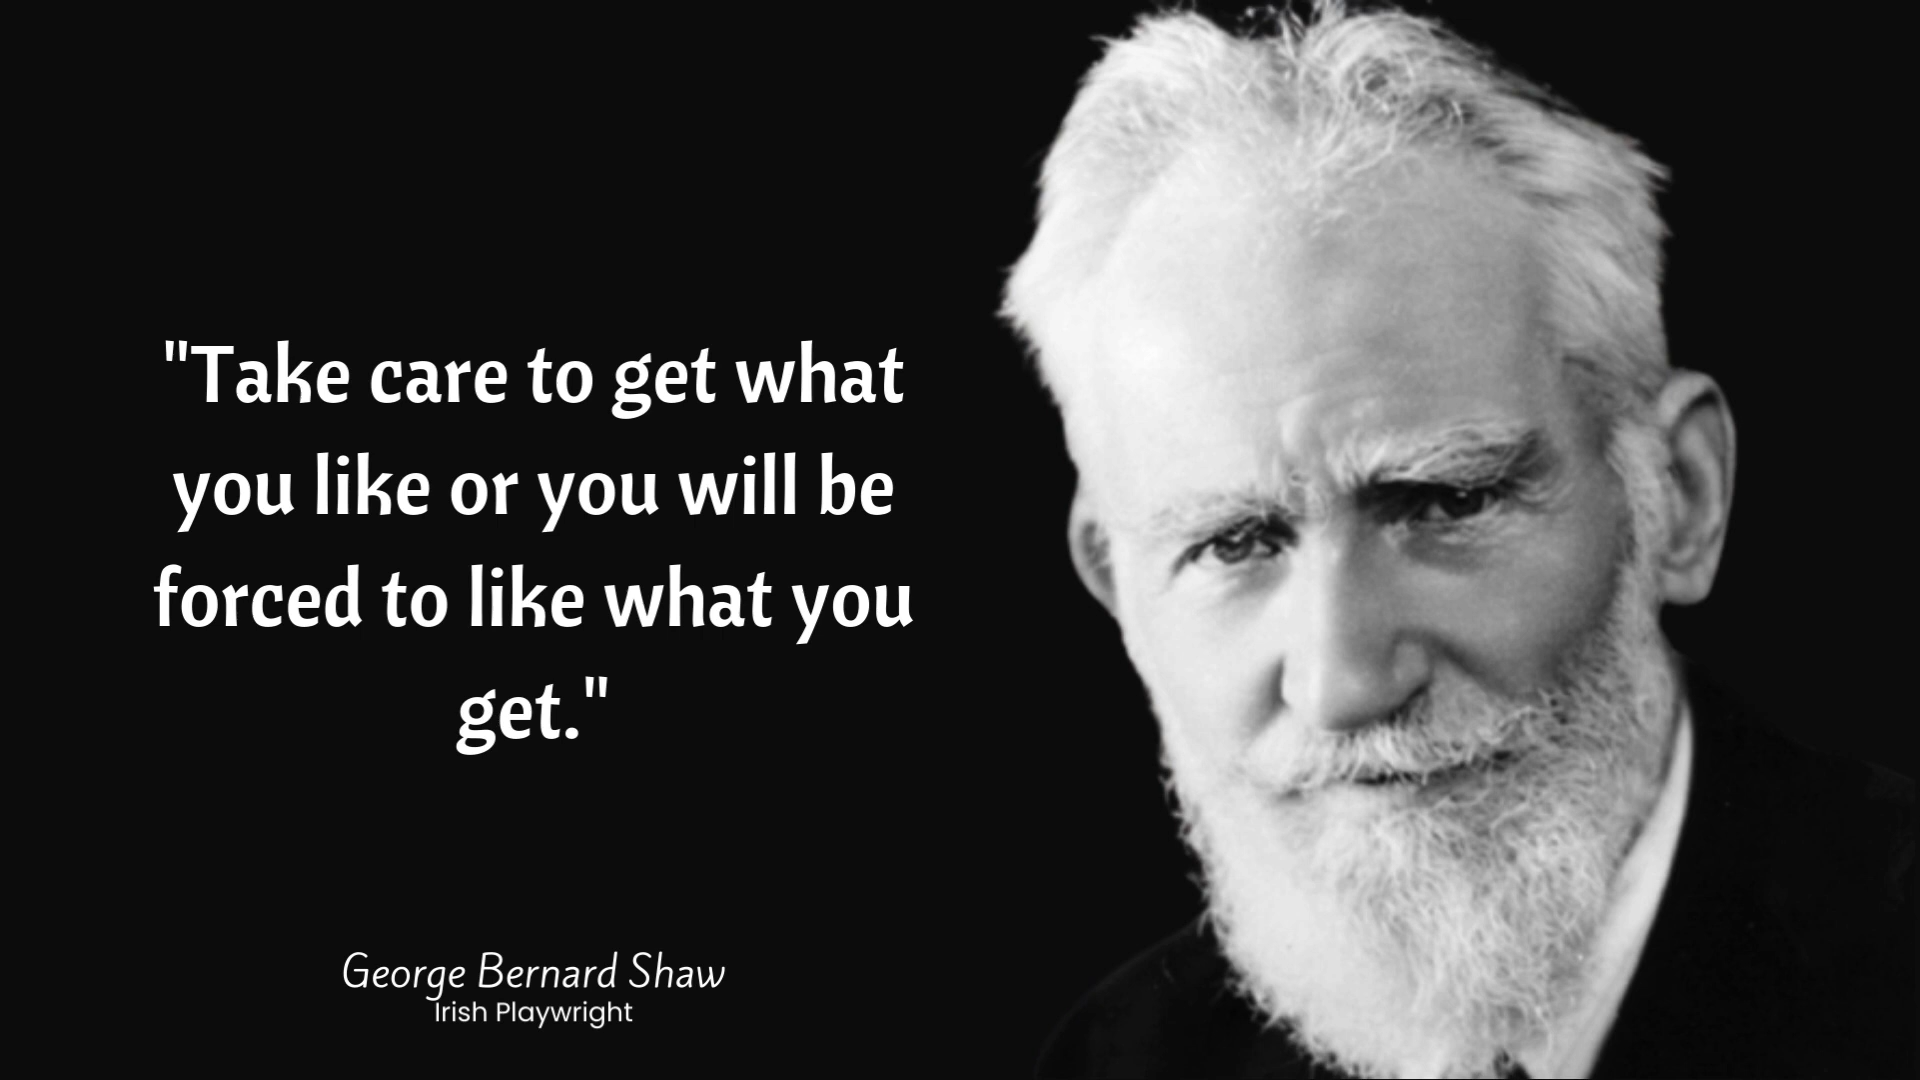 "Take care to get what
you like or you will be
forced to like what you
get."
George Bernard Shaw
Irish Playwright